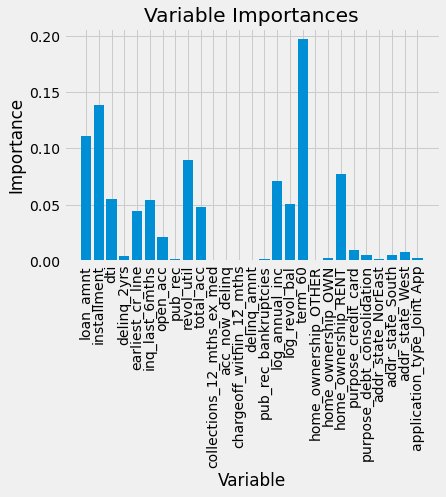 Variable Importances
Importance
0.20
0.15
0.10
0.05
0.00
loan_amnt
installment
dti
delinq_2yrs
earliest_cr_line
inq_last_6mths
open_acc
pub_rec
revol_util
total_acc
collections_12_mths_ex_med
acc_now_delinq
chargeoff_within_12_mths
delinq_amnt
pub_rec_bankruptcies
log_annual_inc
log_revol_bal
term_60
home_ownership_OTHER
home_ownership_OWN
home_ownership_RENT
purpose_credit_card
purpose_debt_consolidation
addr_state_NorEast
addr_state_South
addr_state_West
application_type_Joint App
Variable